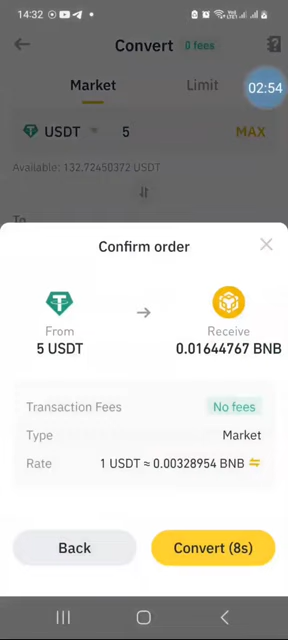 14:32
Convert 0 fees
Market Limit
02:54
USDT 5 MAX
Available: 132.72450372 USDT
To
Confirm order
From Receive
5 USDT 0.01644767 BNB
Transaction Fees No fees
Type Market
Rate 1 USDT ≈ 0.00328954 BNB
Back Convert (8s)